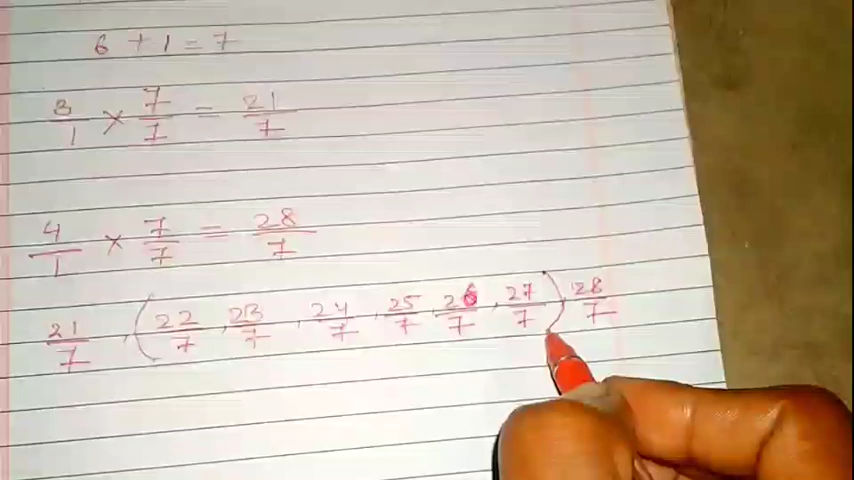 6 + 1 = 7
3/1 × 7/7 = 21/7
4/1 × 7/7 = 28/7
21/7 , ( 22/7 , 23/7 , 24/7 , 25/7 , 26/7 , 27/7 ) , 28/7